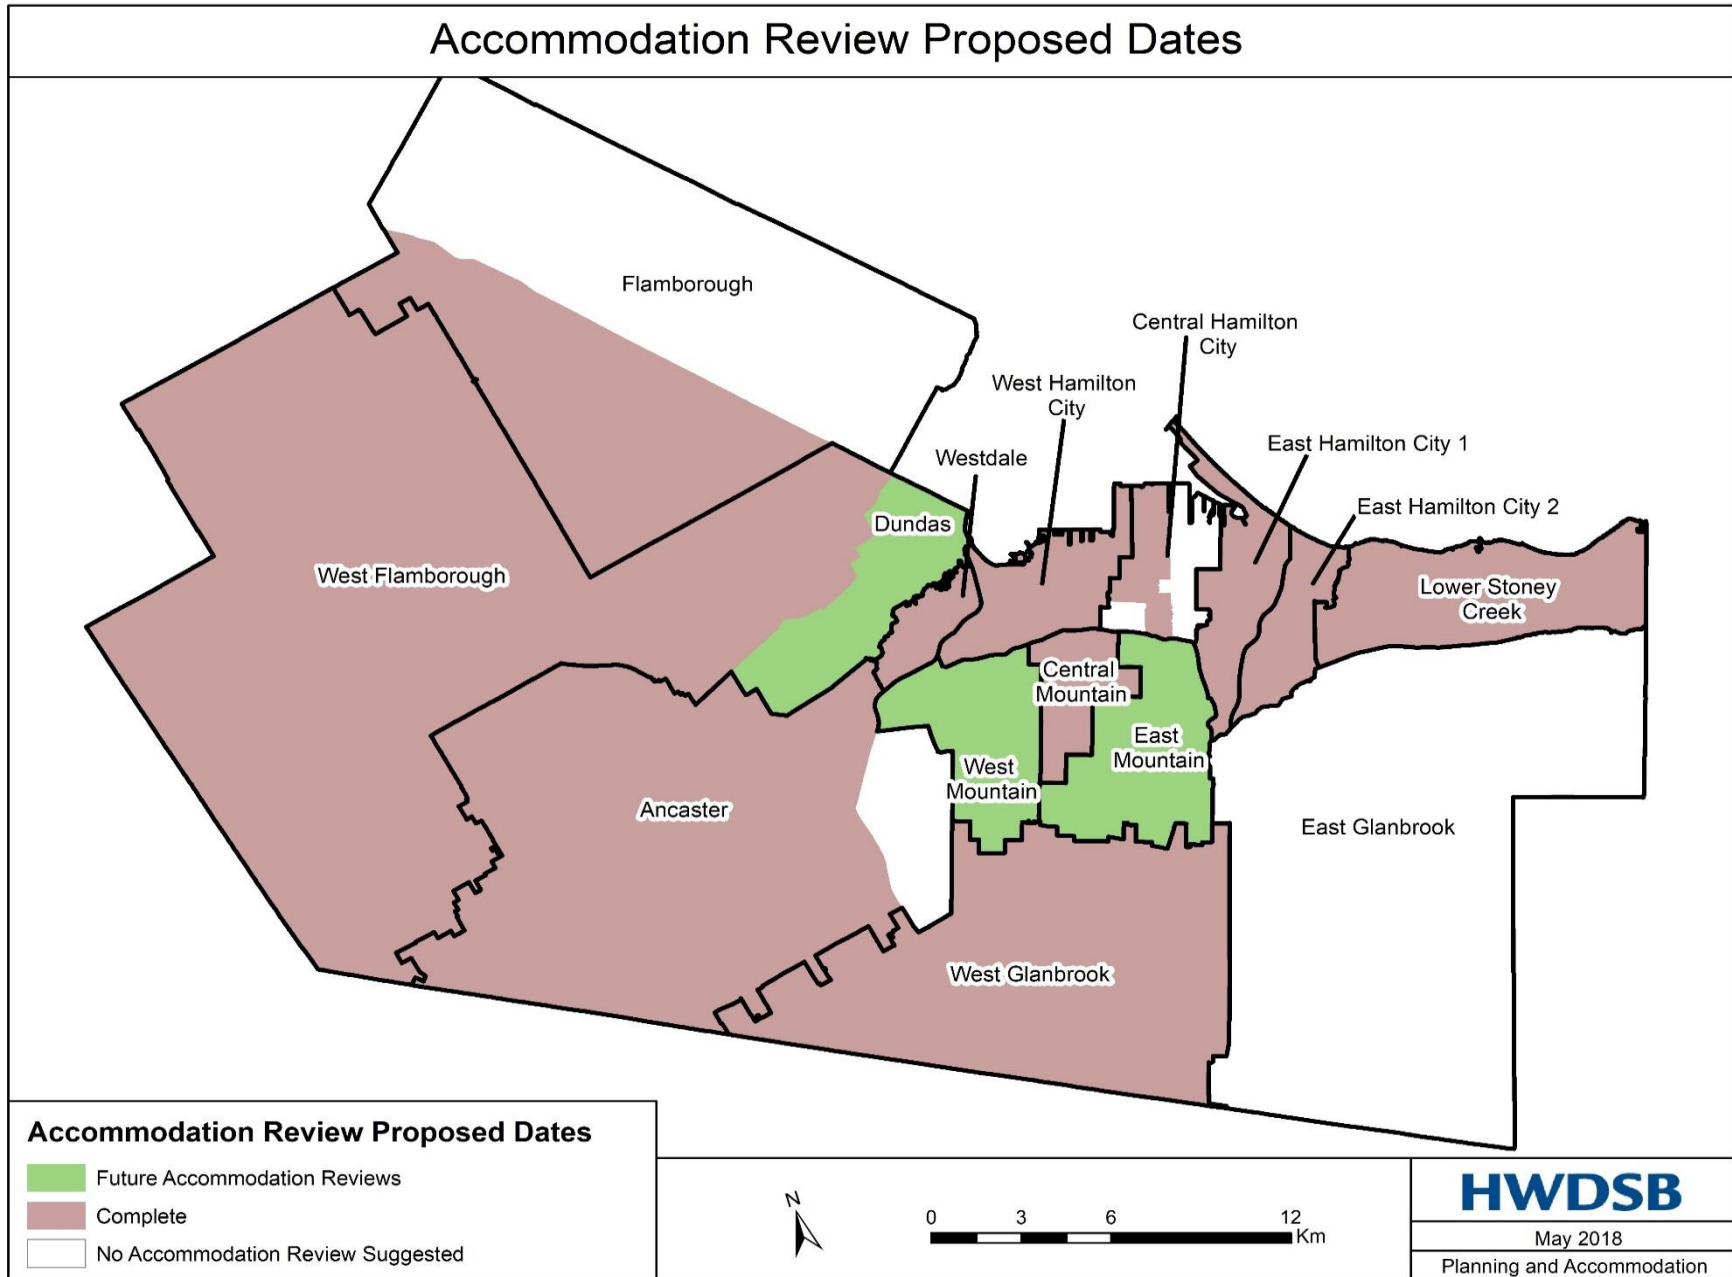 Accommodation Review Proposed Dates
Flamborough
Central Hamilton
City
West Hamilton
City
East Hamilton City 1
Westdale
East Hamilton City 2
Dundas
West Flamborough
Lower Stoney
Creek
Central
Mountain
East
Mountain
West
Mountain
Ancaster
East Glanbrook
West Glanbrook
Accommodation Review Proposed Dates
Future Accommodation Reviews
Complete
No Accommodation Review Suggested
N
0 3 6 12
Km
HWDSB
May 2018
Planning and Accommodation